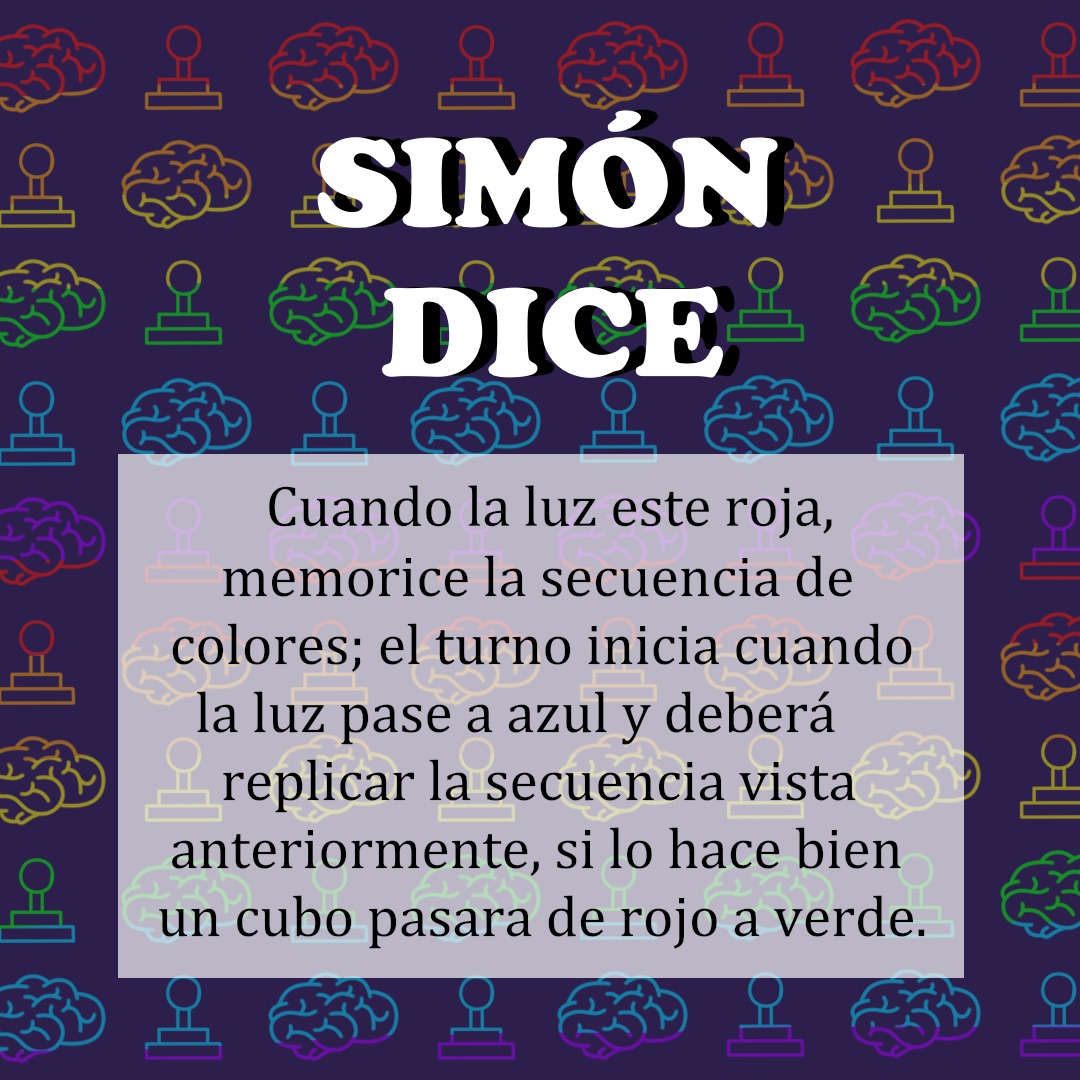 SIMÓN
DICE
Cuando la luz este roja,
memorice la secuencia de
colores; el turno inicia cuando
la luz pase a azul y deberá
replicar la secuencia vista
anteriormente, si lo hace bien
un cubo pasara de rojo a verde.